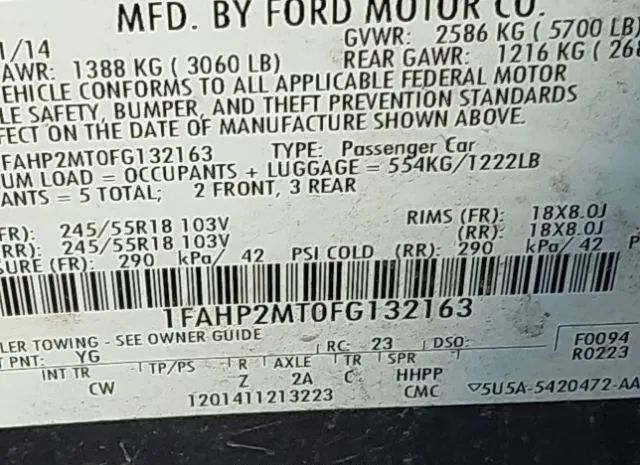 MFD. BY FORD MOTOR CO.
1/14
GVWR: 2586 KG ( 5700 LB)
AWR: 1388 KG ( 3060 LB)
REAR GAWR: 1216 KG ( 268
EHICLE CONFORMS TO ALL APPLICABLE FEDERAL MOTOR
LE SAFETY, BUMPER, AND THEFT PREVENTION STANDARDS
FFECT ON THE DATE OF MANUFACTURE SHOWN ABOVE.
FAHP2MT0FG132163 TYPE: Passenger Car
UM LOAD = OCCUPANTS + LUGGAGE = 554KG/1222LB
ANTS = 5 TOTAL; 2 FRONT, 3 REAR
FR): 245/55R18 103V RIMS (FR): 18X8.0J
RR): 245/55R18 103V (RR): 18X8.0J
SURE (FR): 290 kPa/ 42 PSI COLD (RR): 290 kPa/ 42 P
1FAHP2MT0FG132163
LER TOWING - SEE OWNER GUIDE
RC: 23 DSO:
F0094
R0223
T PNT: YG
INT TR TP/PS R AXLE TR SPR
CW Z 2A C HHPP
CMC
1201411213223
5U5A-5420472-AA